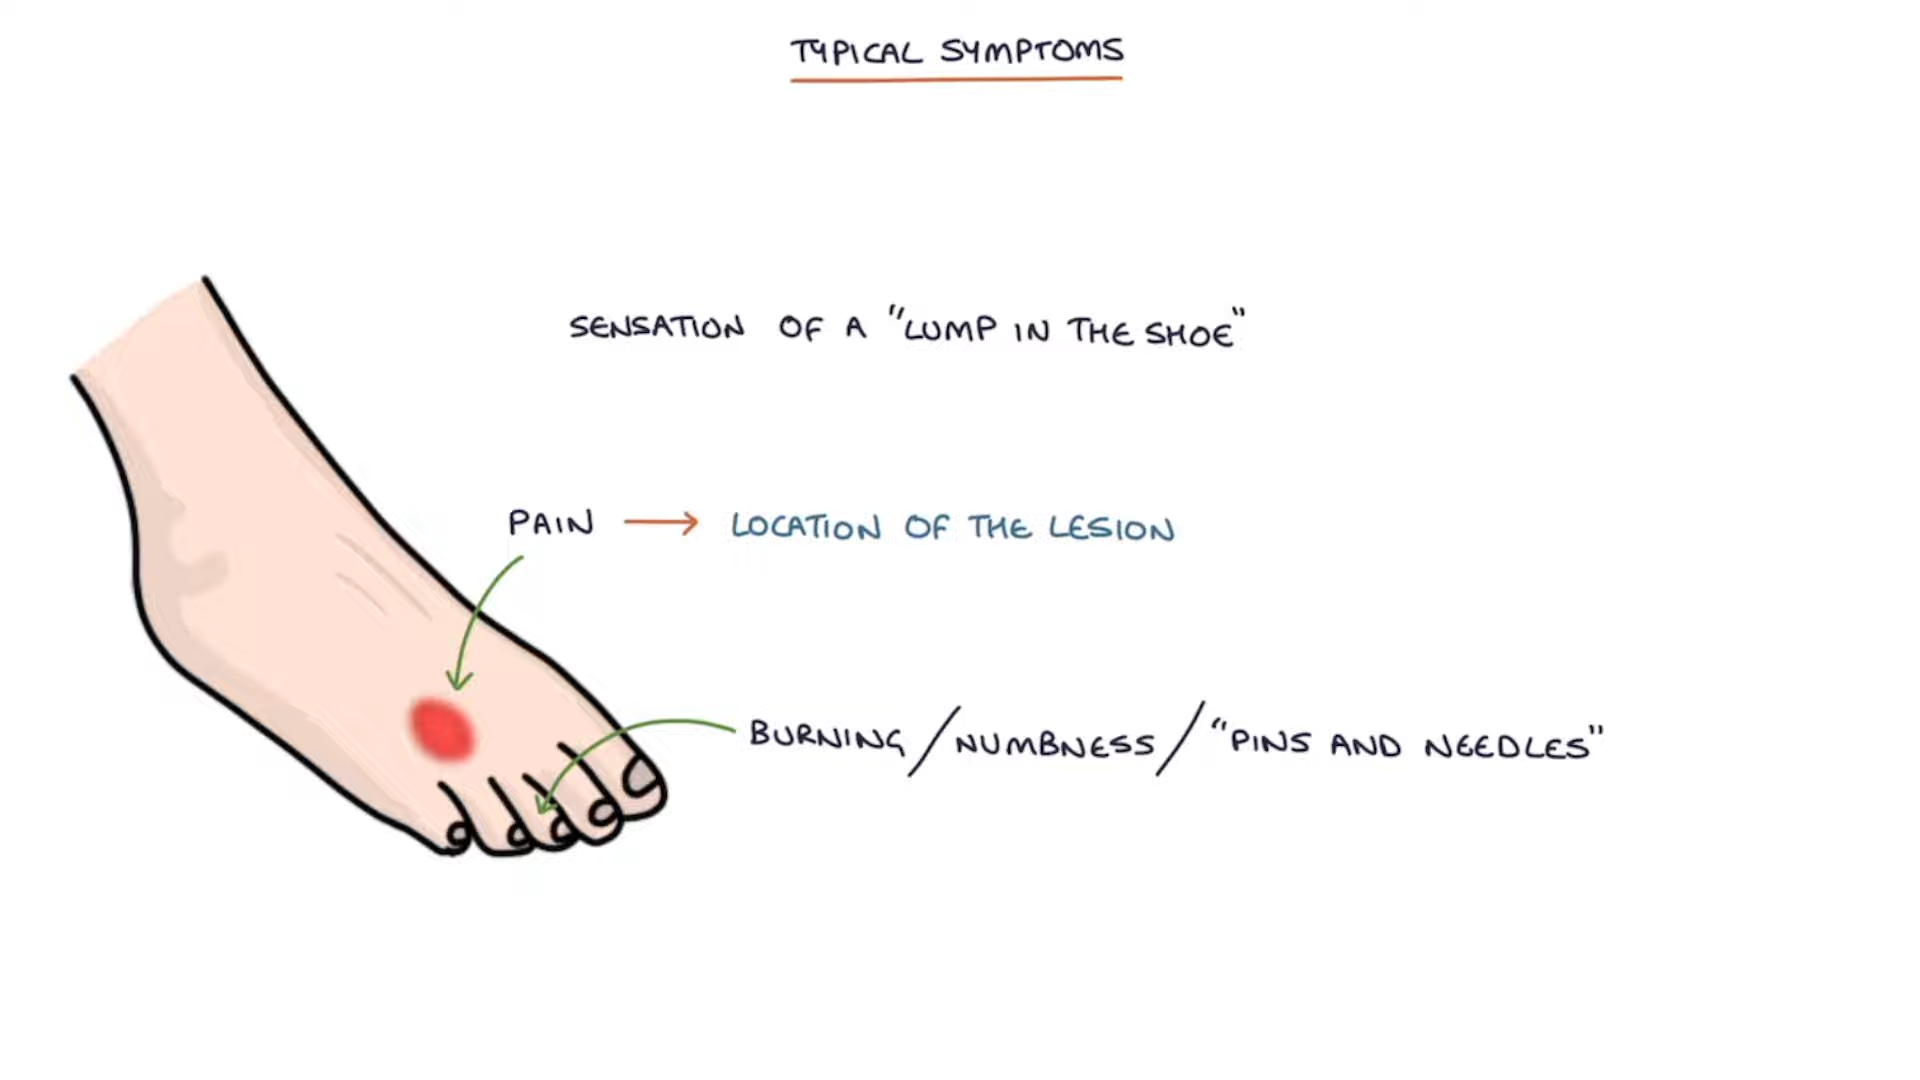 TYPICAL SYMPTOMS
SENSATION OF A "LUMP IN THE SHOE"
PAIN → LOCATION OF THE LESION
BURNING/NUMBNESS/"PINS AND NEEDLES"